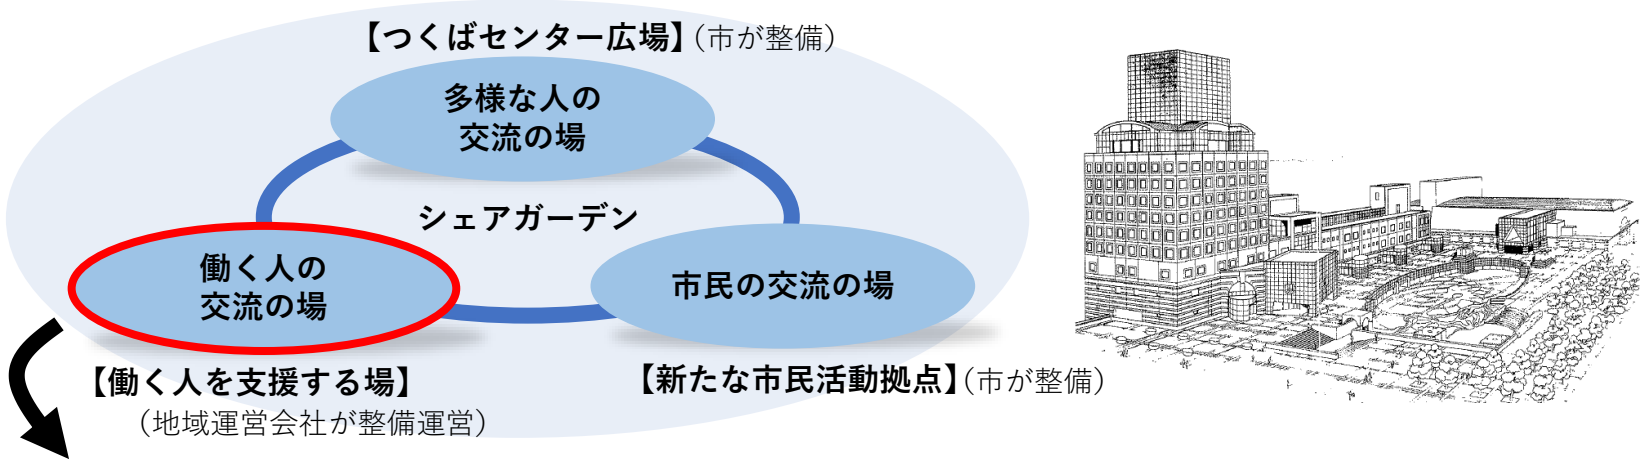 【つくばセンター広場】（市が整備）
多様な人の
交流の場
シェアガーデン
働く人の
交流の場
市民の交流の場
【働く人を支援する場】
（地域運営会社が整備運営）
【新たな市民活動拠点】（市が整備）